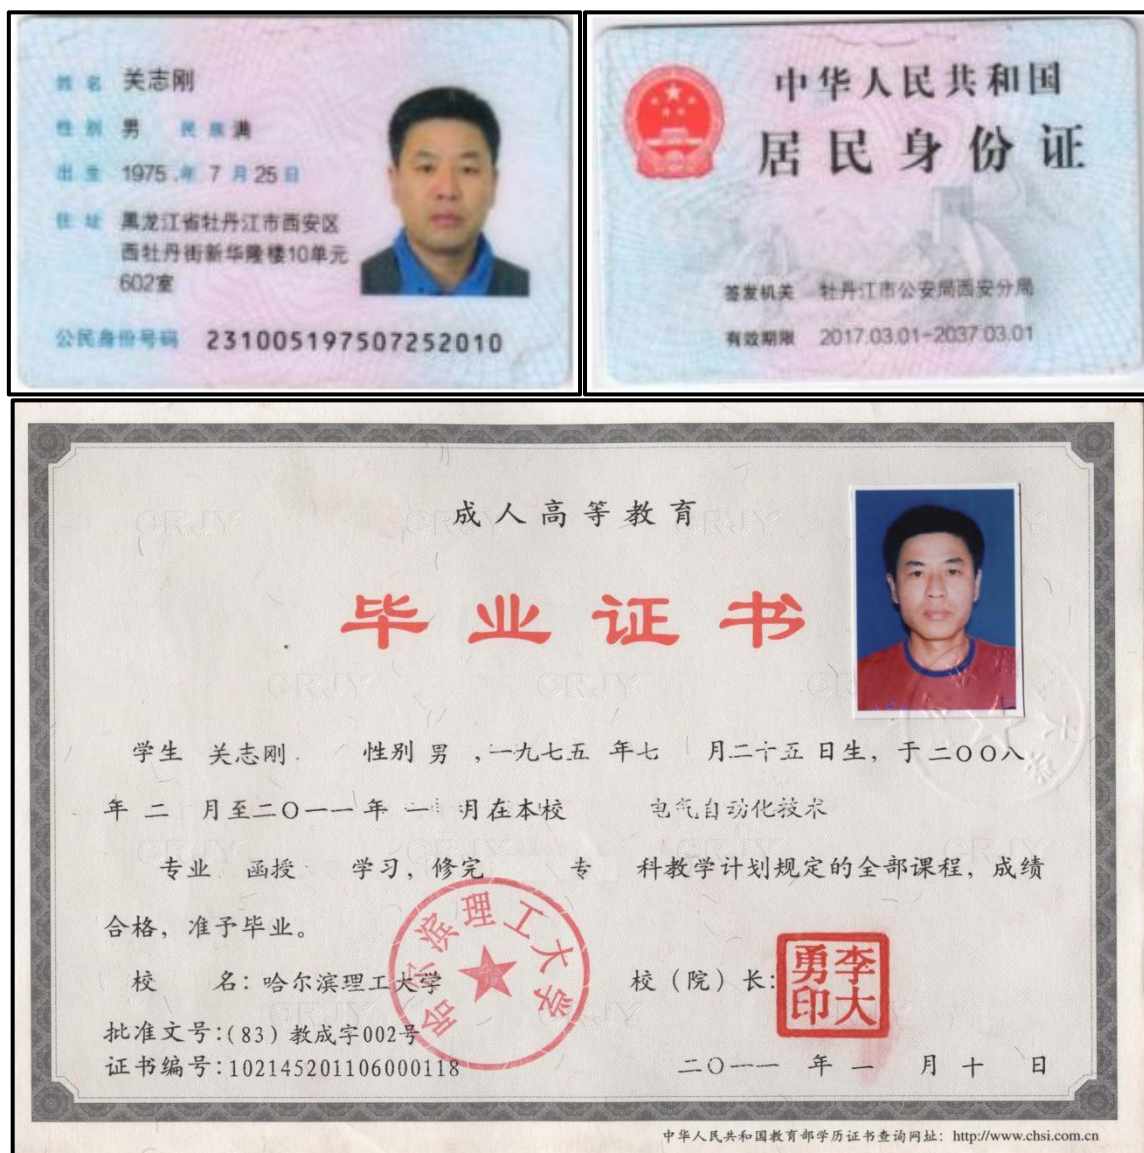 姓名 关志刚
性别 男 民族 满
出生 1975 年 7 月 25 日
住址 黑龙江省牡丹江市西安区
西牡丹街新华隆楼10单元
602室
公民身份号码 231005197507252010
中华人民共和国
居民身份证
签发机关 牡丹江市公安局西安分局
有效期限 2017.03.01-2037.03.01
成人高等教育
毕业证书
学生 关志刚 性别 男 ,一九七五 年七 月二十五 日生, 于二〇〇八
年 二 月至二〇一一年 一 月在本校 电气自动化技术
专业 函授 学习, 修完 专 科教学计划规定的全部课程, 成绩
合格, 准予毕业。
校 名: 哈尔滨理工大学 校(院)长:
哈尔滨理工大学
李大勇印
批准文号:(83)教成字002号
证书编号:102145201106000118 二〇一一 年 一 月 十 日
中华人民共和国教育部学历证书查询网址: http://www.chsi.com.cn
CRJY